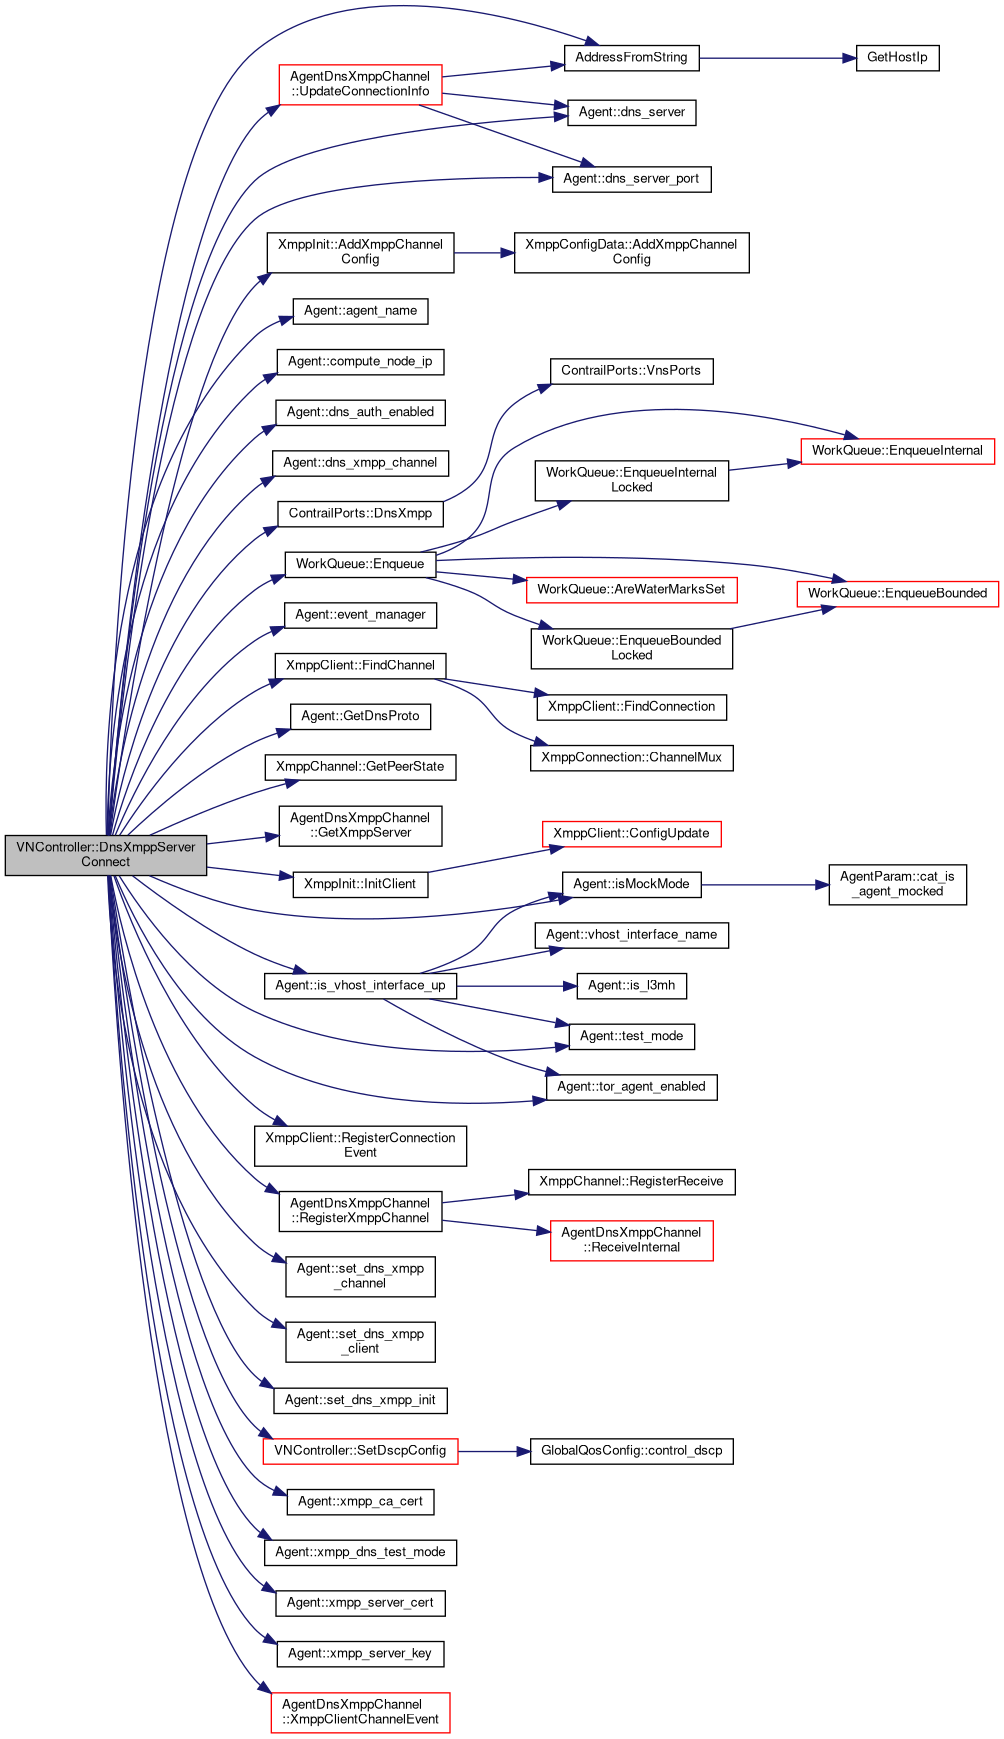 VNController::DnsXmppServer
Connect
AgentDnsXmppChannel
::UpdateConnectionInfo
AddressFromString
GetHostIp
Agent::dns_server
Agent::dns_server_port
XmppInit::AddXmppChannel
Config
XmppConfigData::AddXmppChannel
Config
Agent::agent_name
Agent::compute_node_ip
Agent::dns_auth_enabled
Agent::dns_xmpp_channel
ContrailPorts::DnsXmpp
ContrailPorts::VnsPorts
WorkQueue::Enqueue
WorkQueue::EnqueueInternal
Locked
WorkQueue::EnqueueInternal
WorkQueue::AreWaterMarksSet
WorkQueue::EnqueueBounded
WorkQueue::EnqueueBounded
Locked
Agent::event_manager
XmppClient::FindChannel
XmppClient::FindConnection
XmppConnection::ChannelMux
Agent::GetDnsProto
XmppChannel::GetPeerState
AgentDnsXmppChannel
::GetXmppServer
XmppInit::InitClient
XmppClient::ConfigUpdate
Agent::isMockMode
AgentParam::cat_is
_agent_mocked
Agent::is_vhost_interface_up
Agent::vhost_interface_name
Agent::is_l3mh
Agent::test_mode
Agent::tor_agent_enabled
XmppClient::RegisterConnection
Event
AgentDnsXmppChannel
::RegisterXmppChannel
XmppChannel::RegisterReceive
AgentDnsXmppChannel
::ReceiveInternal
Agent::set_dns_xmpp
_channel
Agent::set_dns_xmpp
_client
Agent::set_dns_xmpp_init
VNController::SetDscpConfig
GlobalQosConfig::control_dscp
Agent::xmpp_ca_cert
Agent::xmpp_dns_test_mode
Agent::xmpp_server_cert
Agent::xmpp_server_key
AgentDnsXmppChannel
::XmppClientChannelEvent